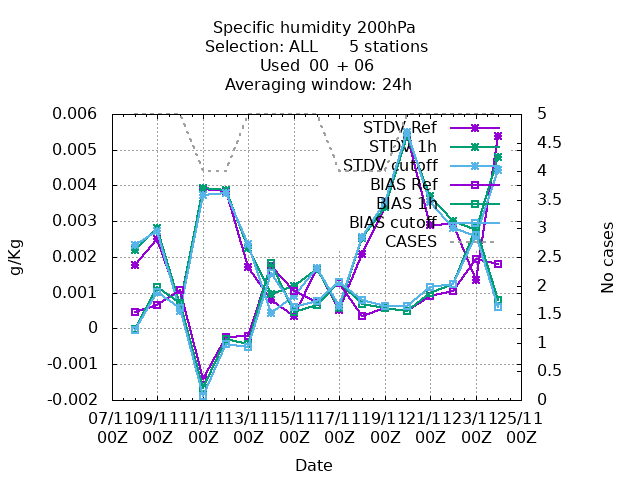 Specific humidity 200hPa
Selection: ALL 5 stations
Used 00 + 06
Averaging window: 24h
g/Kg
No cases
0.006
0.005
0.004
0.003
0.002
0.001
0
-0.001
-0.002
5
4.5
4
3.5
3
2.5
2
1.5
1
0.5
0
STDV Ref
STDV 1h
STDV cutoff
BIAS Ref
BIAS 1h
BIAS cutoff
CASES
07/11 09/11 11/11 13/11 15/11 17/11 19/11 21/11 23/11 25/11
00Z 00Z 00Z 00Z 00Z 00Z 00Z 00Z 00Z 00Z
Date